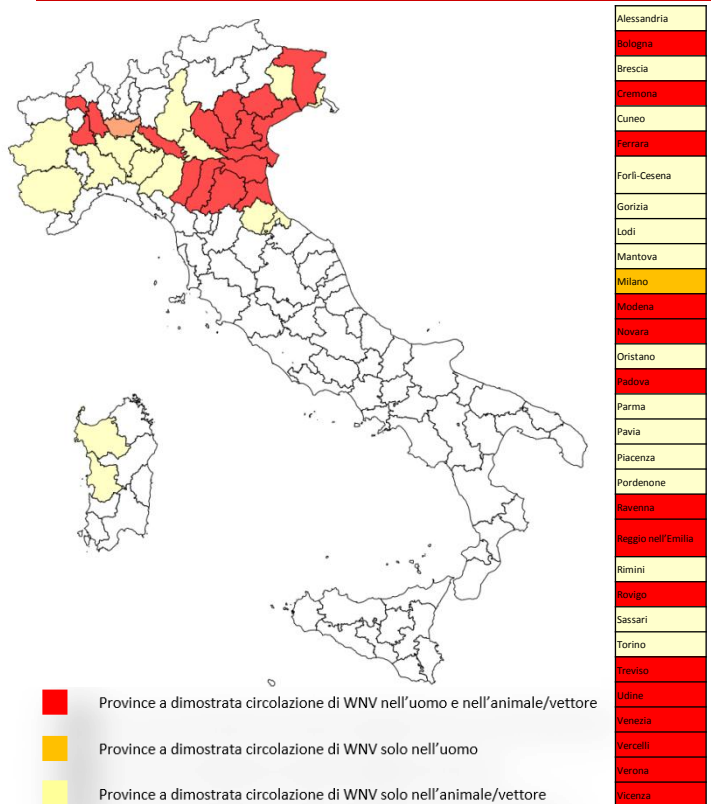 Alessandria
Bologna
Brescia
Cremona
Cuneo
Ferrara
Forlì-Cesena
Gorizia
Lodi
Mantova
Milano
Modena
Novara
Oristano
Padova
Parma
Pavia
Piacenza
Pordenone
Ravenna
Reggio nell'Emilia
Rimini
Rovigo
Sassari
Torino
Treviso
Udine
Venezia
Vercelli
Verona
Vicenza
Province a dimostrata circolazione di WNV nell'uomo e nell'animale/vettore
Province a dimostrata circolazione di WNV solo nell'uomo
Province a dimostrata circolazione di WNV solo nell'animale/vettore